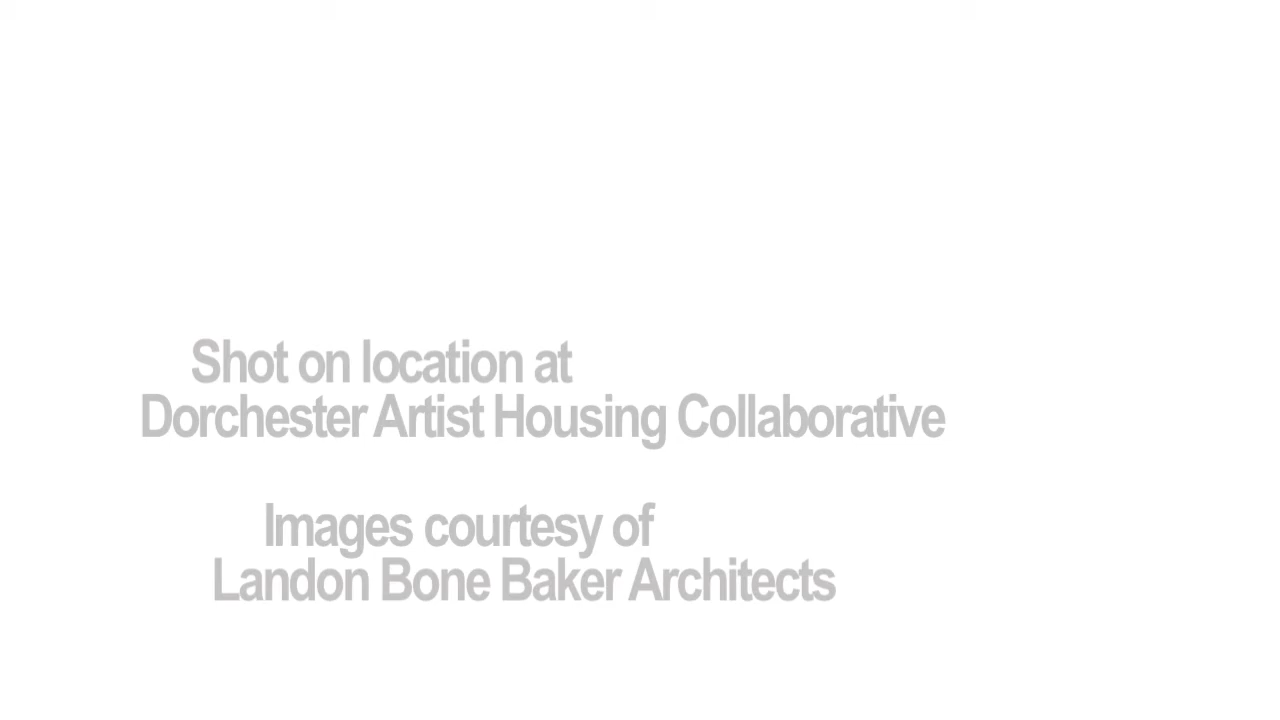 Shot on location at
Dorchester Artist Housing Collaborative
Images courtesy of
Landon Bone Baker Architects